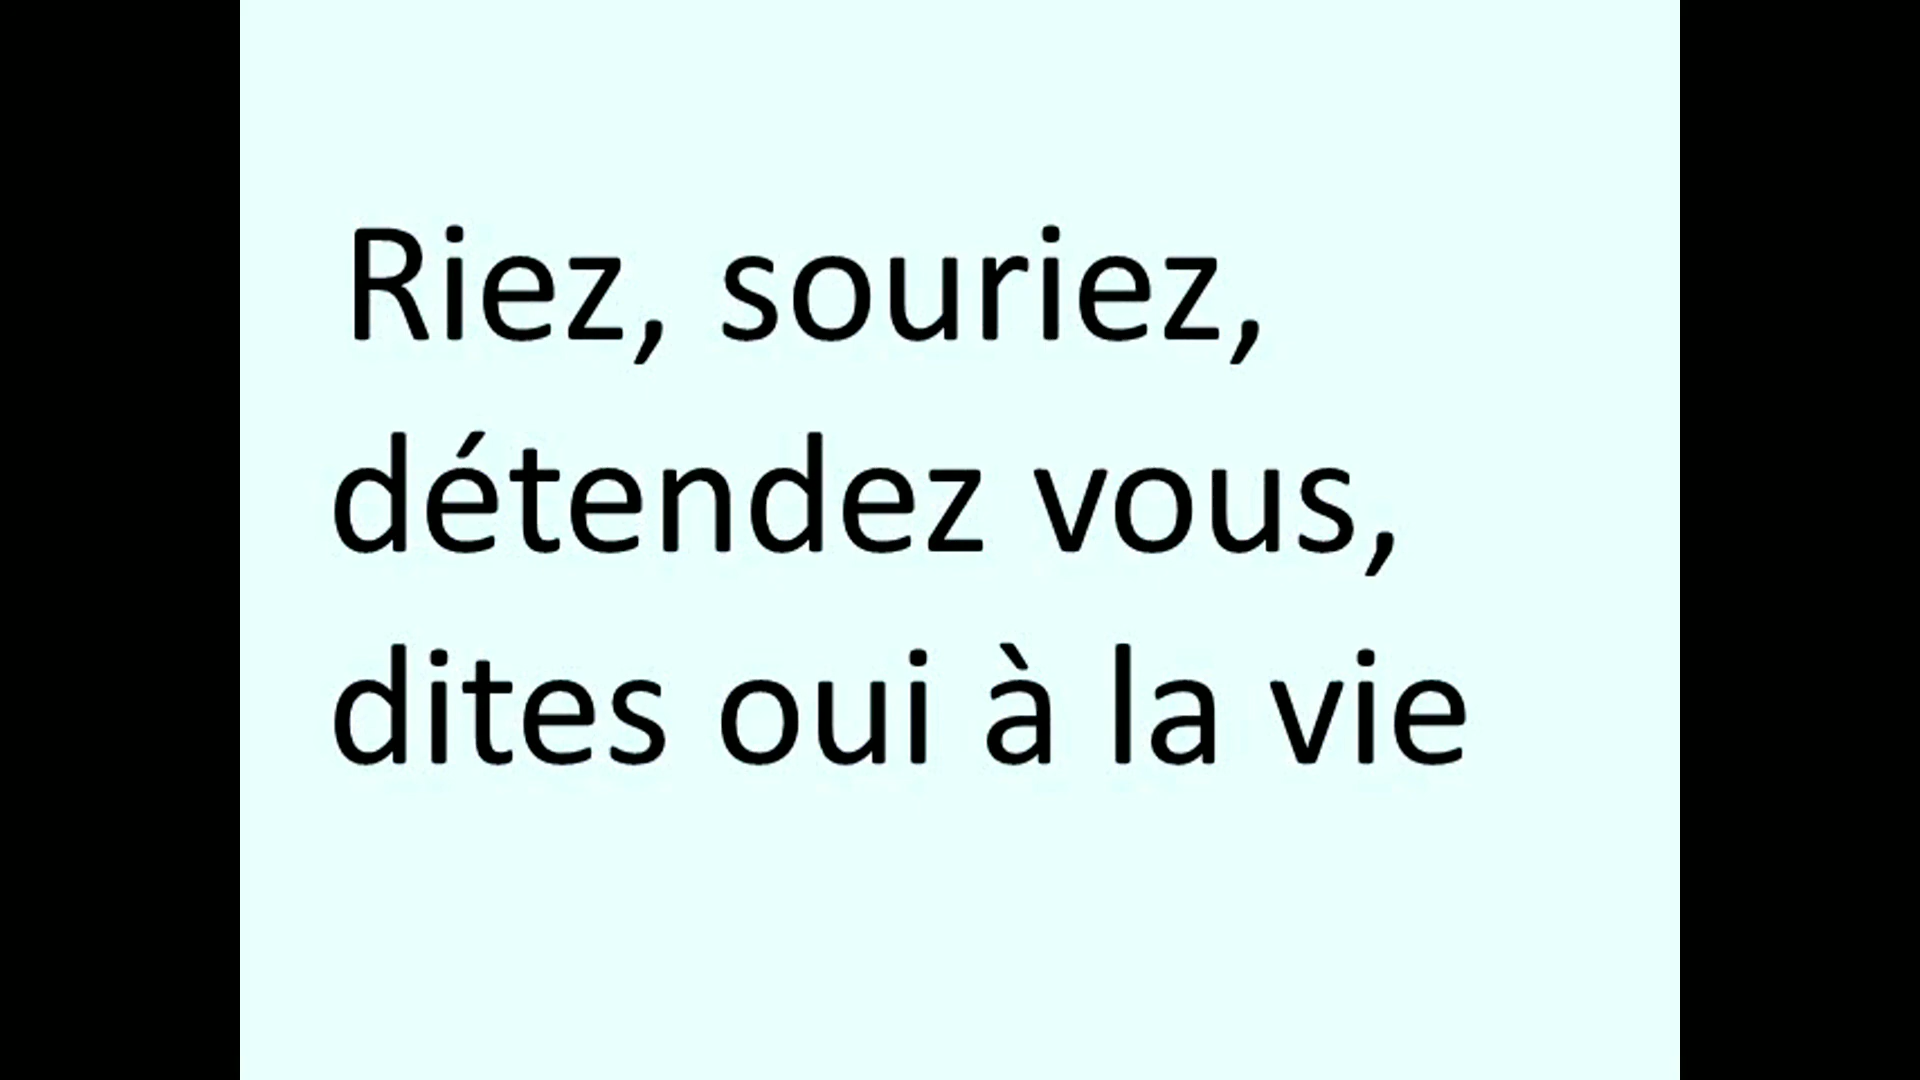 Riez, souriez,
détendez vous,
dites oui à la vie